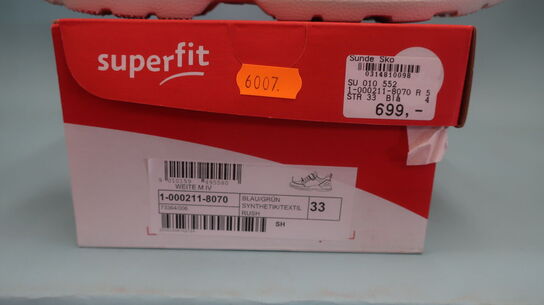 superfit
6007.
Sunde Sko
0314810098
SU 010 552
1-000211-8070 R 5
STR 33 Blå 4
699,-
WEITE M IV
1-000211-8070
BLAU/GRÜN
SYNTHETIK/TEXTIL
RUSH
33
SH